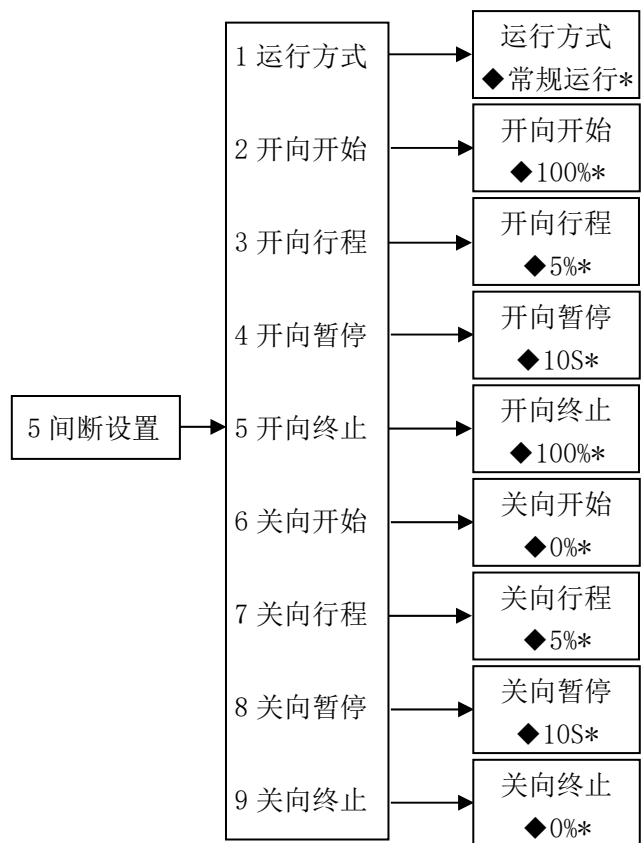 5 间断设置
1 运行方式
运行方式
◆常规运行*
2 开向开始
开向开始
◆100%*
3 开向行程
开向行程
◆5%*
4 开向暂停
开向暂停
◆10S*
5 开向终止
开向终止
◆100%*
6 关向开始
关向开始
◆0%*
7 关向行程
关向行程
◆5%*
8 关向暂停
关向暂停
◆10S*
9 关向终止
关向终止
◆0%*